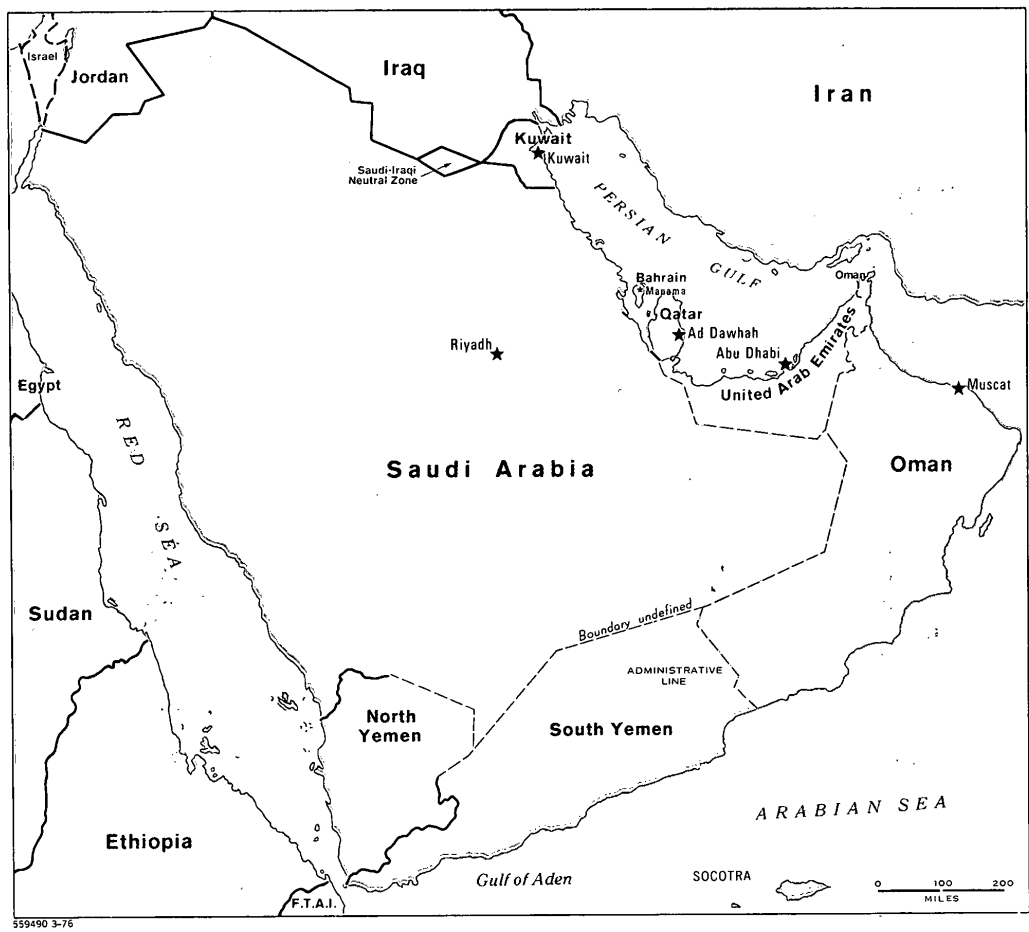 Israel
Jordan
Iraq
Iran
Kuwait
Kuwait
Saudi-Iraqi
Neutral Zone
PERSIAN
GULF
Bahrain
Manama
Oman
Qatar
Ad Dawhah
Riyadh
Abu Dhabi
United Arab Emirates
Muscat
Egypt
RED
SEA
Saudi Arabia
Oman
Sudan
Boundary undefined
ADMINISTRATIVE
LINE
North
Yemen
South Yemen
ARABIAN SEA
Ethiopia
Gulf of Aden
SOCOTRA
0 100 200
MILES
F.T.A.I.
559490 3-76